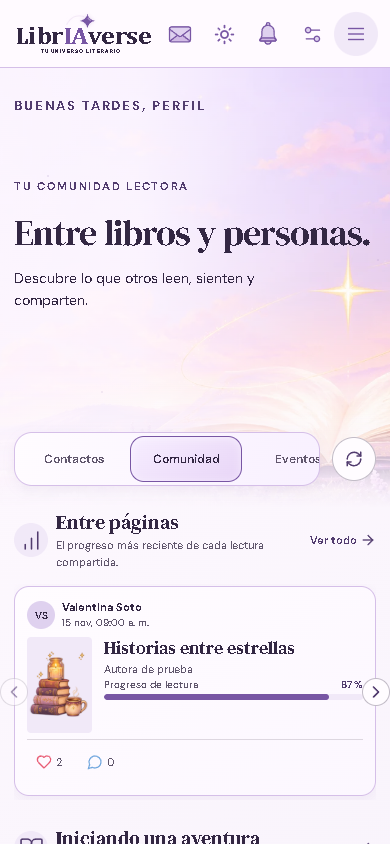 LibrIAverse
TU UNIVERSO LITERARIO
BUENAS TARDES, PERFIL
TU COMUNIDAD LECTORA
Entre libros y personas.
Descubre lo que otros leen, sienten y
comparten.
Contactos
Comunidad
Eventos
Entre páginas
El progreso más reciente de cada lectura
compartida.
Ver todo
VS
Valentina Soto
15 nov, 09:00 a. m.
Historias entre estrellas
Autora de prueba
Progreso de lectura
87%
2
0
Iniciando una aventura